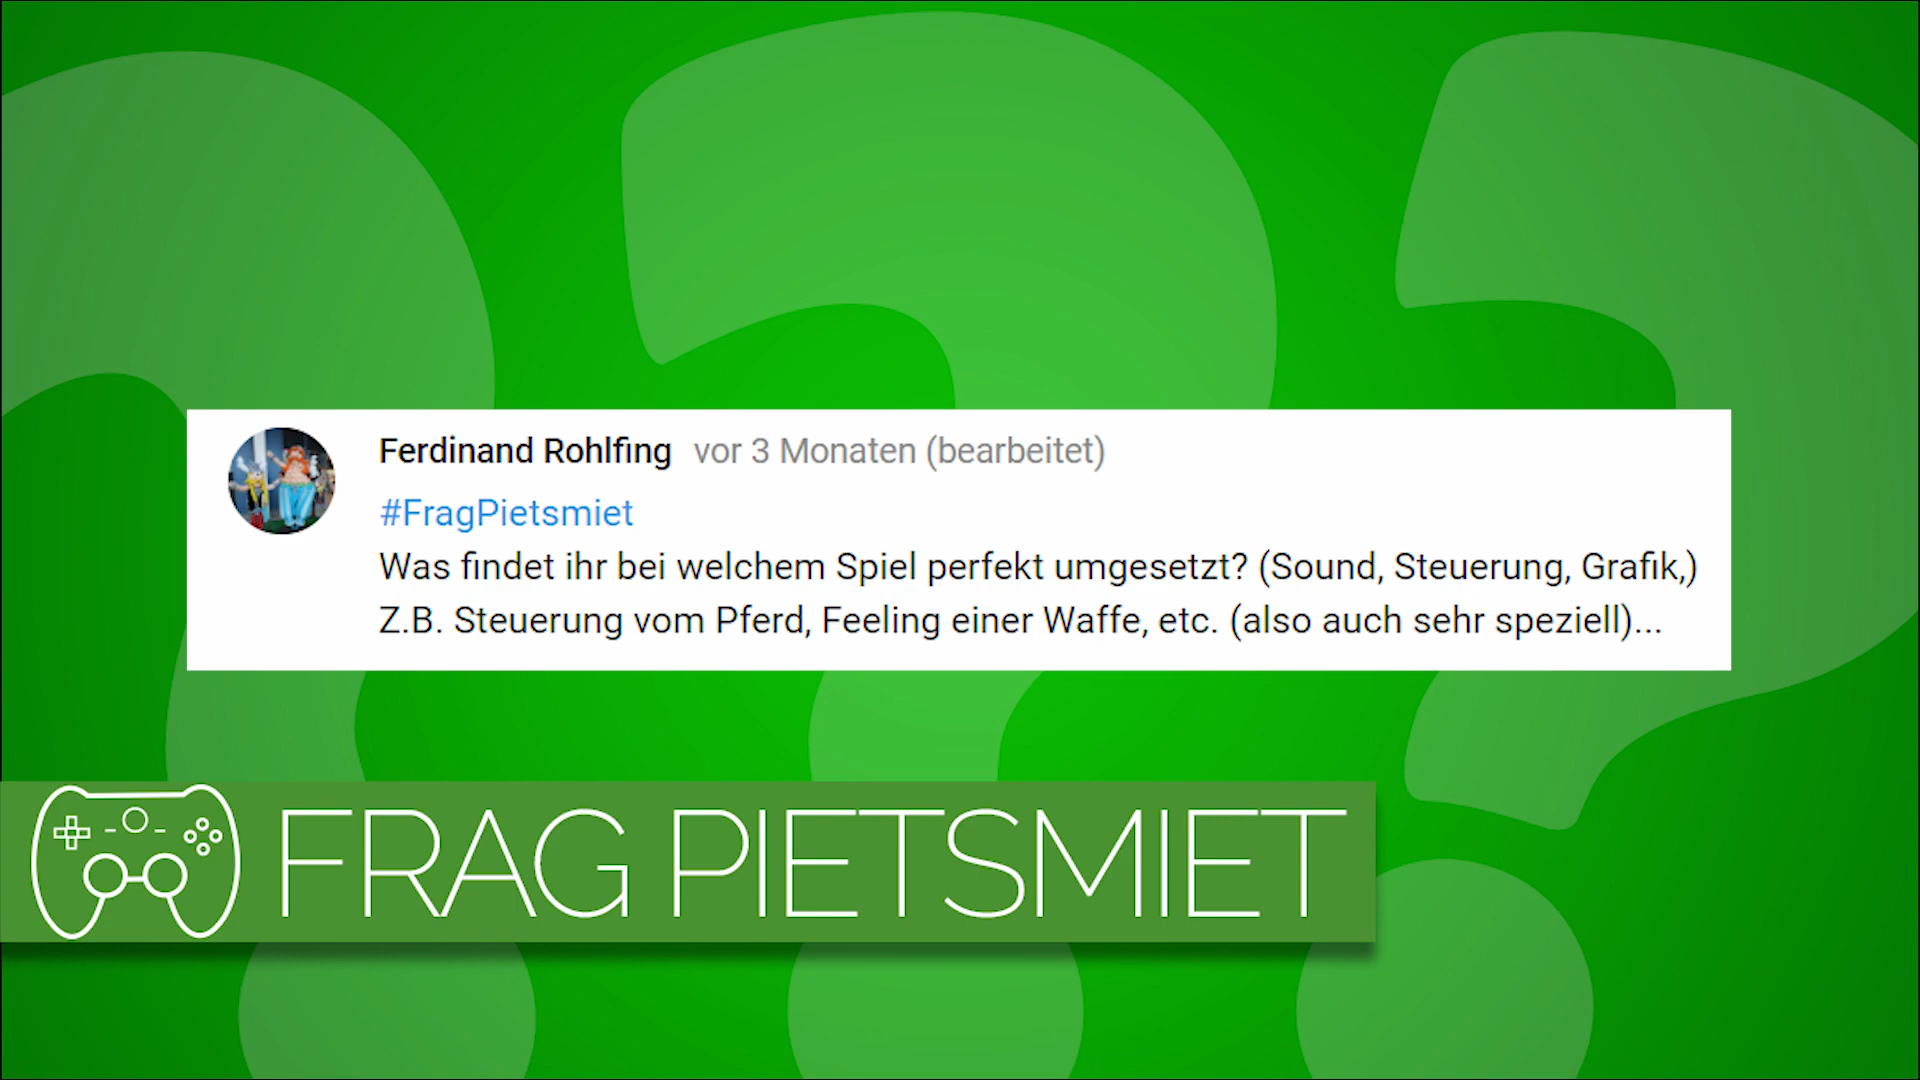 Ferdinand Rohlfing vor 3 Monaten (bearbeitet)
#FragPietsmiet
Was findet ihr bei welchem Spiel perfekt umgesetzt? (Sound, Steuerung, Grafik,)
Z.B. Steuerung vom Pferd, Feeling einer Waffe, etc. (also auch sehr speziell)...
FRAG PIETSMIET